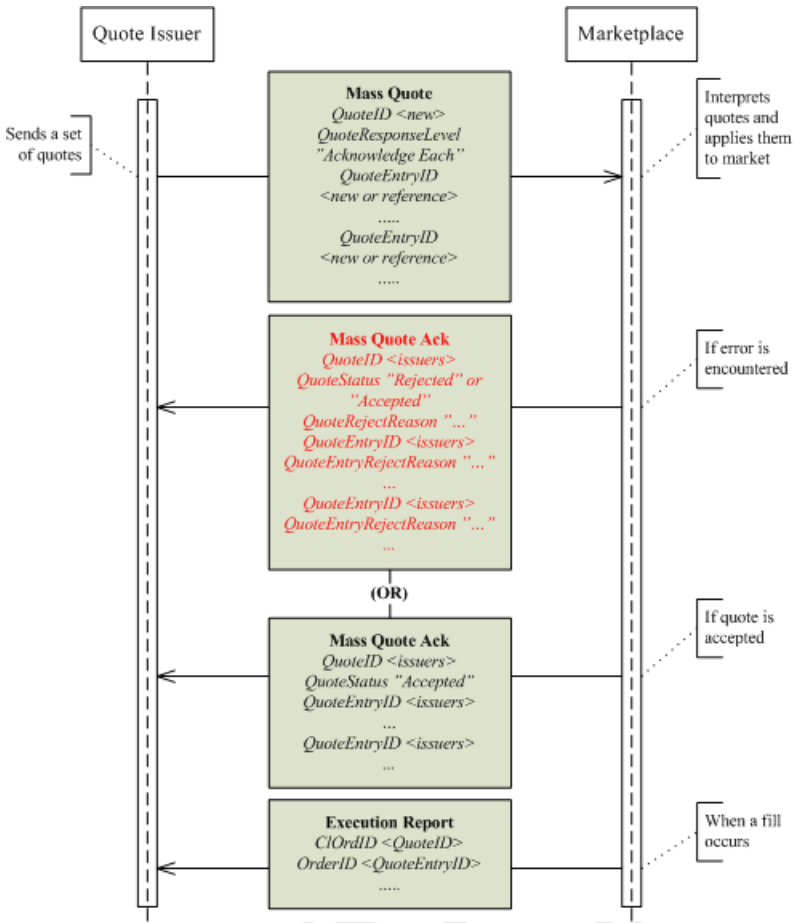 Quote Issuer
Marketplace
Sends a set
of quotes
Mass Quote
QuoteID <new>
QuoteResponseLevel
”Acknowledge Each”
QuoteEntryID
<new or reference>
.....
QuoteEntryID
<new or reference>
.....
Interprets
quotes and
applies them
to market
Mass Quote Ack
QuoteID <issuers>
QuoteStatus ”Rejected” or
”Accepted”
QuoteRejectReason ”...”
QuoteEntryID <issuers>
QuoteEntryRejectReason ”...”
...
QuoteEntryID <issuers>
QuoteEntryRejectReason ”...”
...
If error is
encountered
(OR)
Mass Quote Ack
QuoteID <issuers>
QuoteStatus ”Accepted”
QuoteEntryID <issuers>
...
QuoteEntryID <issuers>
...
If quote is
accepted
Execution Report
ClOrdID <QuoteID>
OrderID <QuoteEntryID>
.....
When a fill
occurs